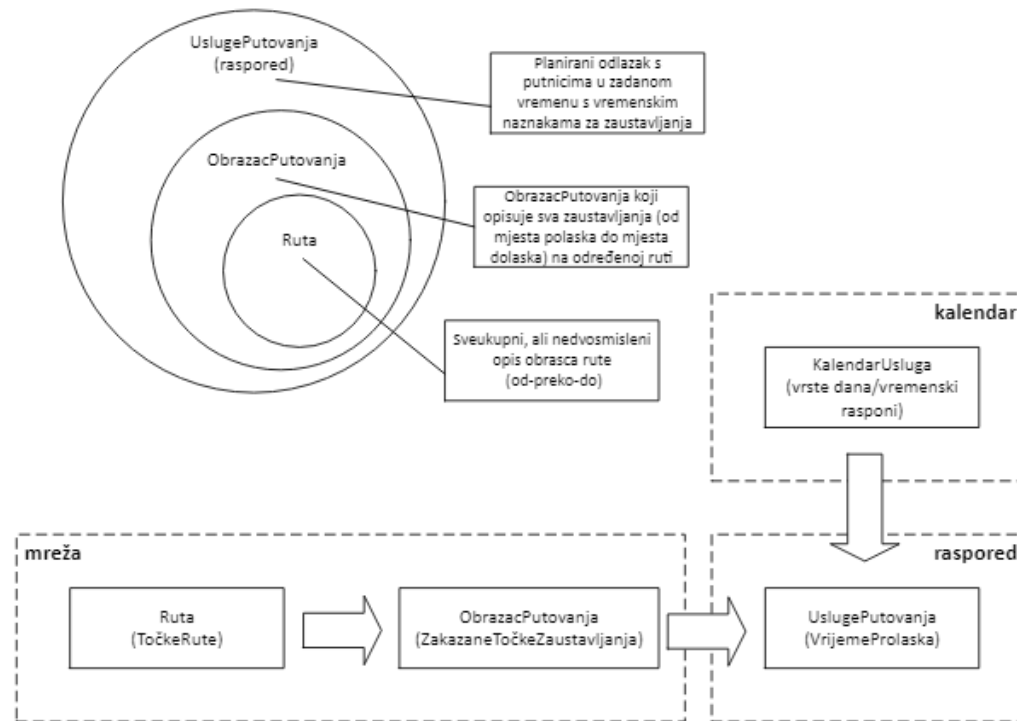 UslugePutovanja
(raspored)
Planirani odlazak s
putnicima u zadanom
vremenu s vremenskim
naznakama za zaustavljanja
ObrazacPutovanja
ObrazacPutovanja koji
opisuje sva zaustavljanja (od
mjesta polaska do mjesta
dolaska) na određenoj ruti
Ruta
Sveukupni, ali nedvosmisleni
opis obrasca rute
(od-preko-do)
kalendar
KalendarUsluga
(vrste dana/vremenski
rasponi)
mreža
Ruta
(TočkeRute)
ObrazacPutovanja
(ZakazaneTočkeZaustavljanja)
raspored
UslugePutovanja
(VrijemeProlaska)